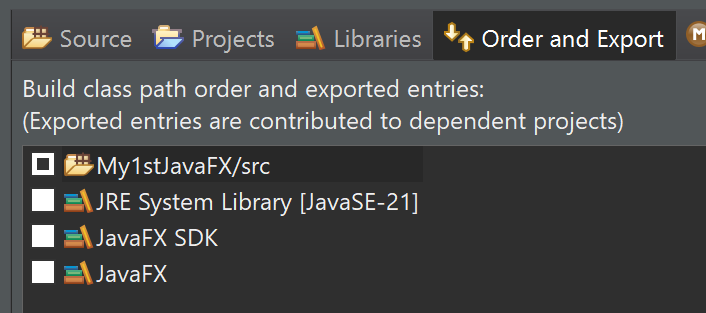 Source Projects Libraries Order and Export M
Build class path order and exported entries:
(Exported entries are contributed to dependent projects)
My1stJavaFX/src
JRE System Library [JavaSE-21]
JavaFX SDK
JavaFX